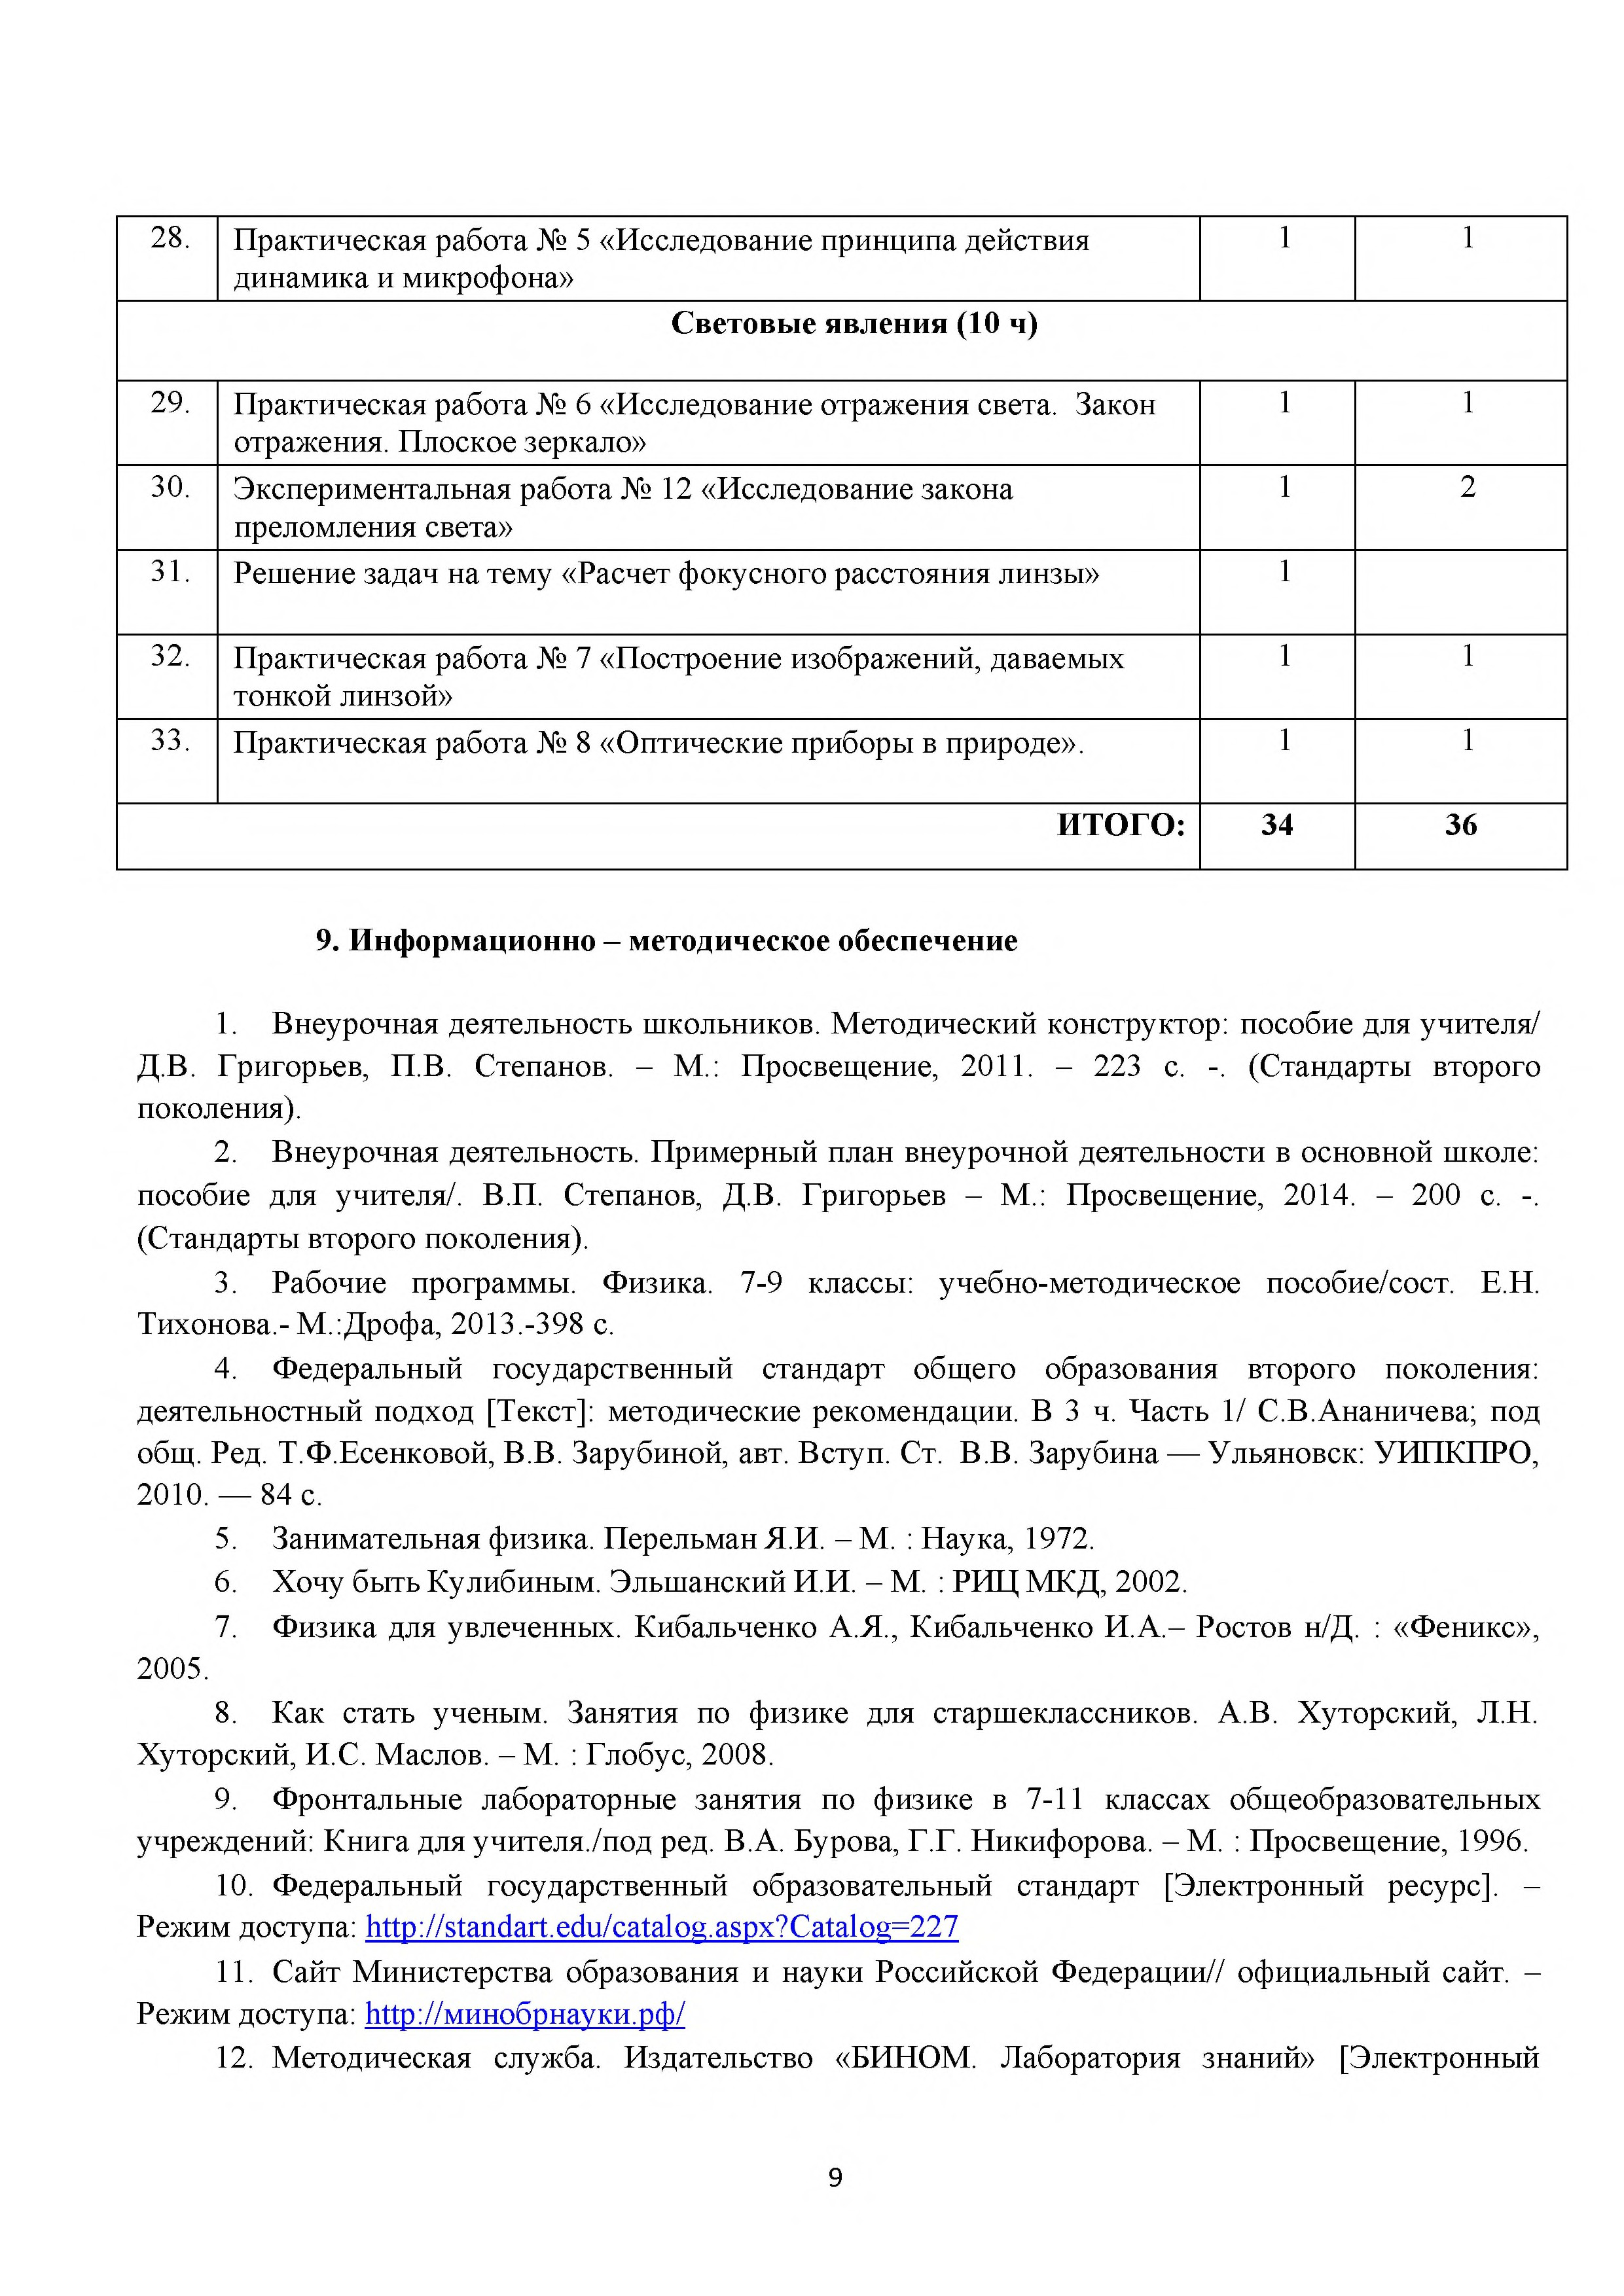 28. Практическая работа № 5 «Исследование принципа действия 1 1
динамика и микрофона»
Световые явления (10 ч)
29. Практическая работа № 6 «Исследование отражения света.  Закон 1 1
отражения. Плоское зеркало»
30. Экспериментальная работа № 12 «Исследование закона 1 2
преломления света»
31. Решение задач на тему «Расчет фокусного расстояния линзы» 1
32. Практическая работа № 7 «Построение изображений, даваемых 1 1
тонкой линзой»
33. Практическая работа № 8 «Оптические приборы в природе». 1 1
ИТОГО: 34 36
9. Информационно – методическое обеспечение
1. Внеурочная деятельность школьников. Методический конструктор: пособие для учителя/
Д.В. Григорьев, П.В. Степанов. – М.: Просвещение, 2011. – 223 с. -. (Стандарты второго
поколения).
2. Внеурочная деятельность. Примерный план внеурочной деятельности в основной школе:
пособие для учителя/. В.П. Степанов, Д.В. Григорьев – М.: Просвещение, 2014. – 200 с. -.
(Стандарты второго поколения).
3. Рабочие программы. Физика. 7-9 классы: учебно-методическое пособие/сост. Е.Н.
Тихонова.- М.:Дрофа, 2013.-398 с.
4. Федеральный государственный стандарт общего образования второго поколения:
деятельностный подход [Текст]: методические рекомендации. В 3 ч. Часть 1/ С.В.Ананичева; под
общ. Ред. Т.Ф.Есенковой, В.В. Зарубиной, авт. Вступ. Ст.  В.В. Зарубина — Ульяновск: УИПКПРО,
2010. — 84 с.
5. Занимательная физика. Перельман Я.И. – М. : Наука, 1972.
6. Хочу быть Кулибиным. Эльшанский И.И. – М. : РИЦ МКД, 2002.
7. Физика для увлеченных. Кибальченко А.Я., Кибальченко И.А.– Ростов н/Д. : «Феникс»,
2005.
8. Как стать ученым. Занятия по физике для старшеклассников. А.В. Хуторский, Л.Н.
Хуторский, И.С. Маслов. – М. : Глобус, 2008.
9. Фронтальные лабораторные занятия по физике в 7-11 классах общеобразовательных
учреждений: Книга для учителя./под ред. В.А. Бурова, Г.Г. Никифорова. – М. : Просвещение, 1996.
10. Федеральный государственный образовательный стандарт [Электронный ресурс]. –
Режим доступа: http://standart.edu/catalog.aspx?Catalog=227
11. Сайт Министерства образования и науки Российской Федерации// официальный сайт. –
Режим доступа: http://минобрнауки.рф/
12. Методическая служба. Издательство «БИНОМ. Лаборатория знаний» [Электронный
9